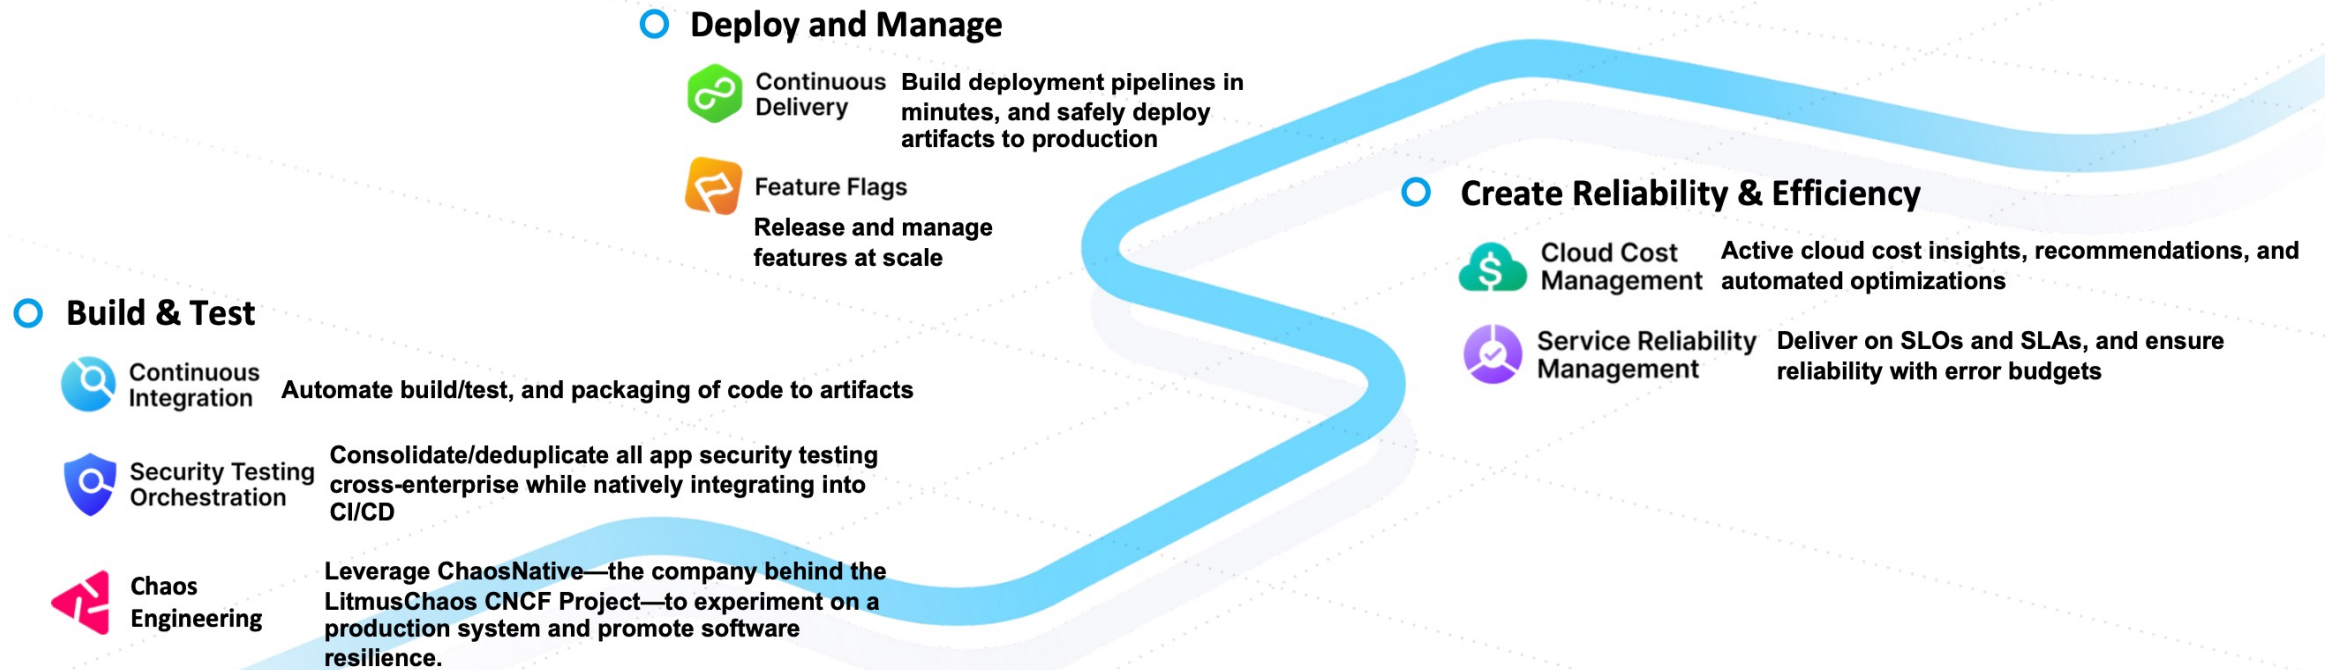 Deploy and Manage
Continuous
Delivery
Build deployment pipelines in
minutes, and safely deploy
artifacts to production
Feature Flags
Release and manage
features at scale
Build & Test
Continuous
Integration
Automate build/test, and packaging of code to artifacts
Security Testing
Orchestration
Consolidate/deduplicate all app security testing
cross-enterprise while natively integrating into
CI/CD
Chaos
Engineering
Leverage ChaosNative—the company behind the
LitmusChaos CNCF Project—to experiment on a
production system and promote software
resilience.
Create Reliability & Efficiency
Cloud Cost
Management
Active cloud cost insights, recommendations, and
automated optimizations
Service Reliability
Management
Deliver on SLOs and SLAs, and ensure
reliability with error budgets